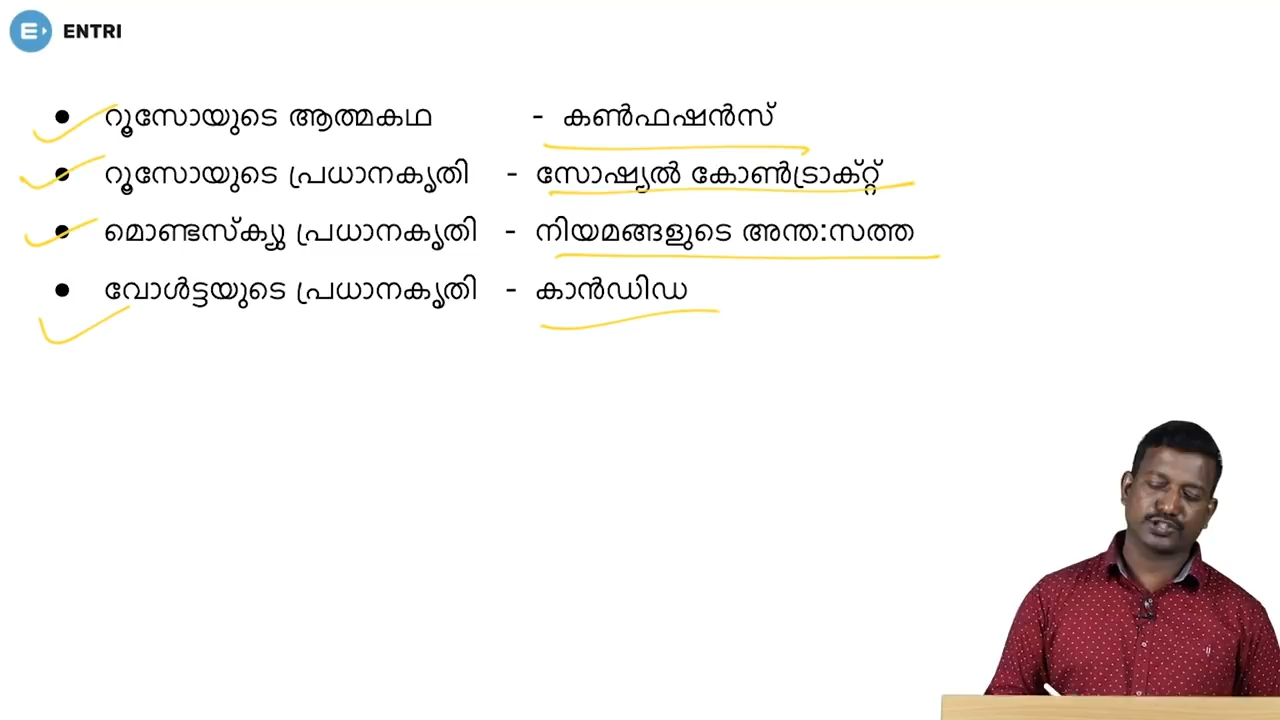 ENTRI
● റൂസോയുടെ ആത്മകഥ - കൺഫഷൻസ്
● റൂസോയുടെ പ്രധാനകൃതി - സോഷ്യൽ കോൺട്രാക്റ്റ്
● മൊണ്ടസ്ക്യു പ്രധാനകൃതി - നിയമങ്ങളുടെ അന്ത:സത്ത
● വോൾട്ടയുടെ പ്രധാനകൃതി - കാൻഡിഡ